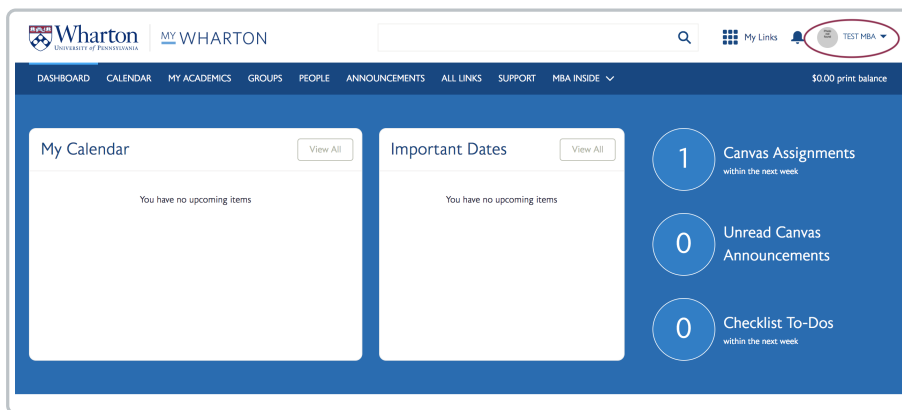 Wharton
UNIVERSITY of PENNSYLVANIA
MY WHARTON
My Links
TEST MBA
DASHBOARD CALENDAR MY ACADEMICS GROUPS PEOPLE ANNOUNCEMENTS ALL LINKS SUPPORT MBA INSIDE
$0.00 print balance
My Calendar
View All
You have no upcoming items
Important Dates
View All
You have no upcoming items
1
Canvas Assignments
within the next week
0
Unread Canvas
Announcements
0
Checklist To-Dos
within the next week